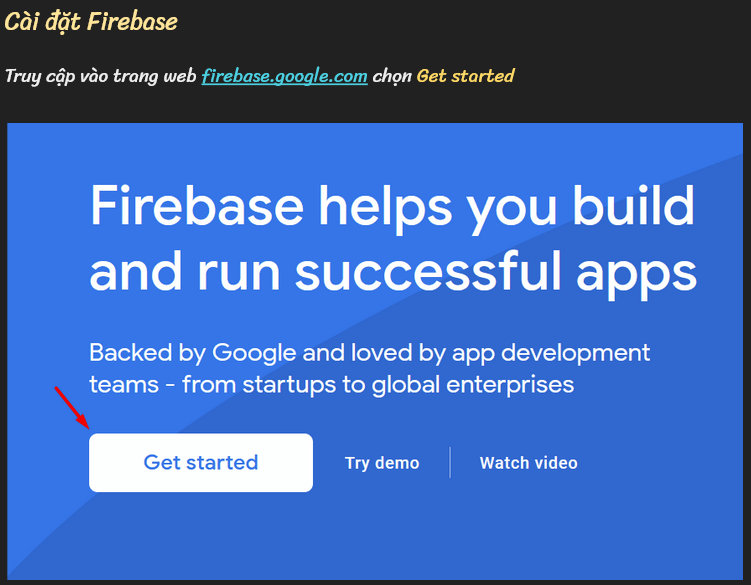 Cài đặt Firebase
Truy cập vào trang web firebase.google.com chọn Get started
Firebase helps you build
and run successful apps
Backed by Google and loved by app development
teams - from startups to global enterprises
Get started
Try demo
Watch video